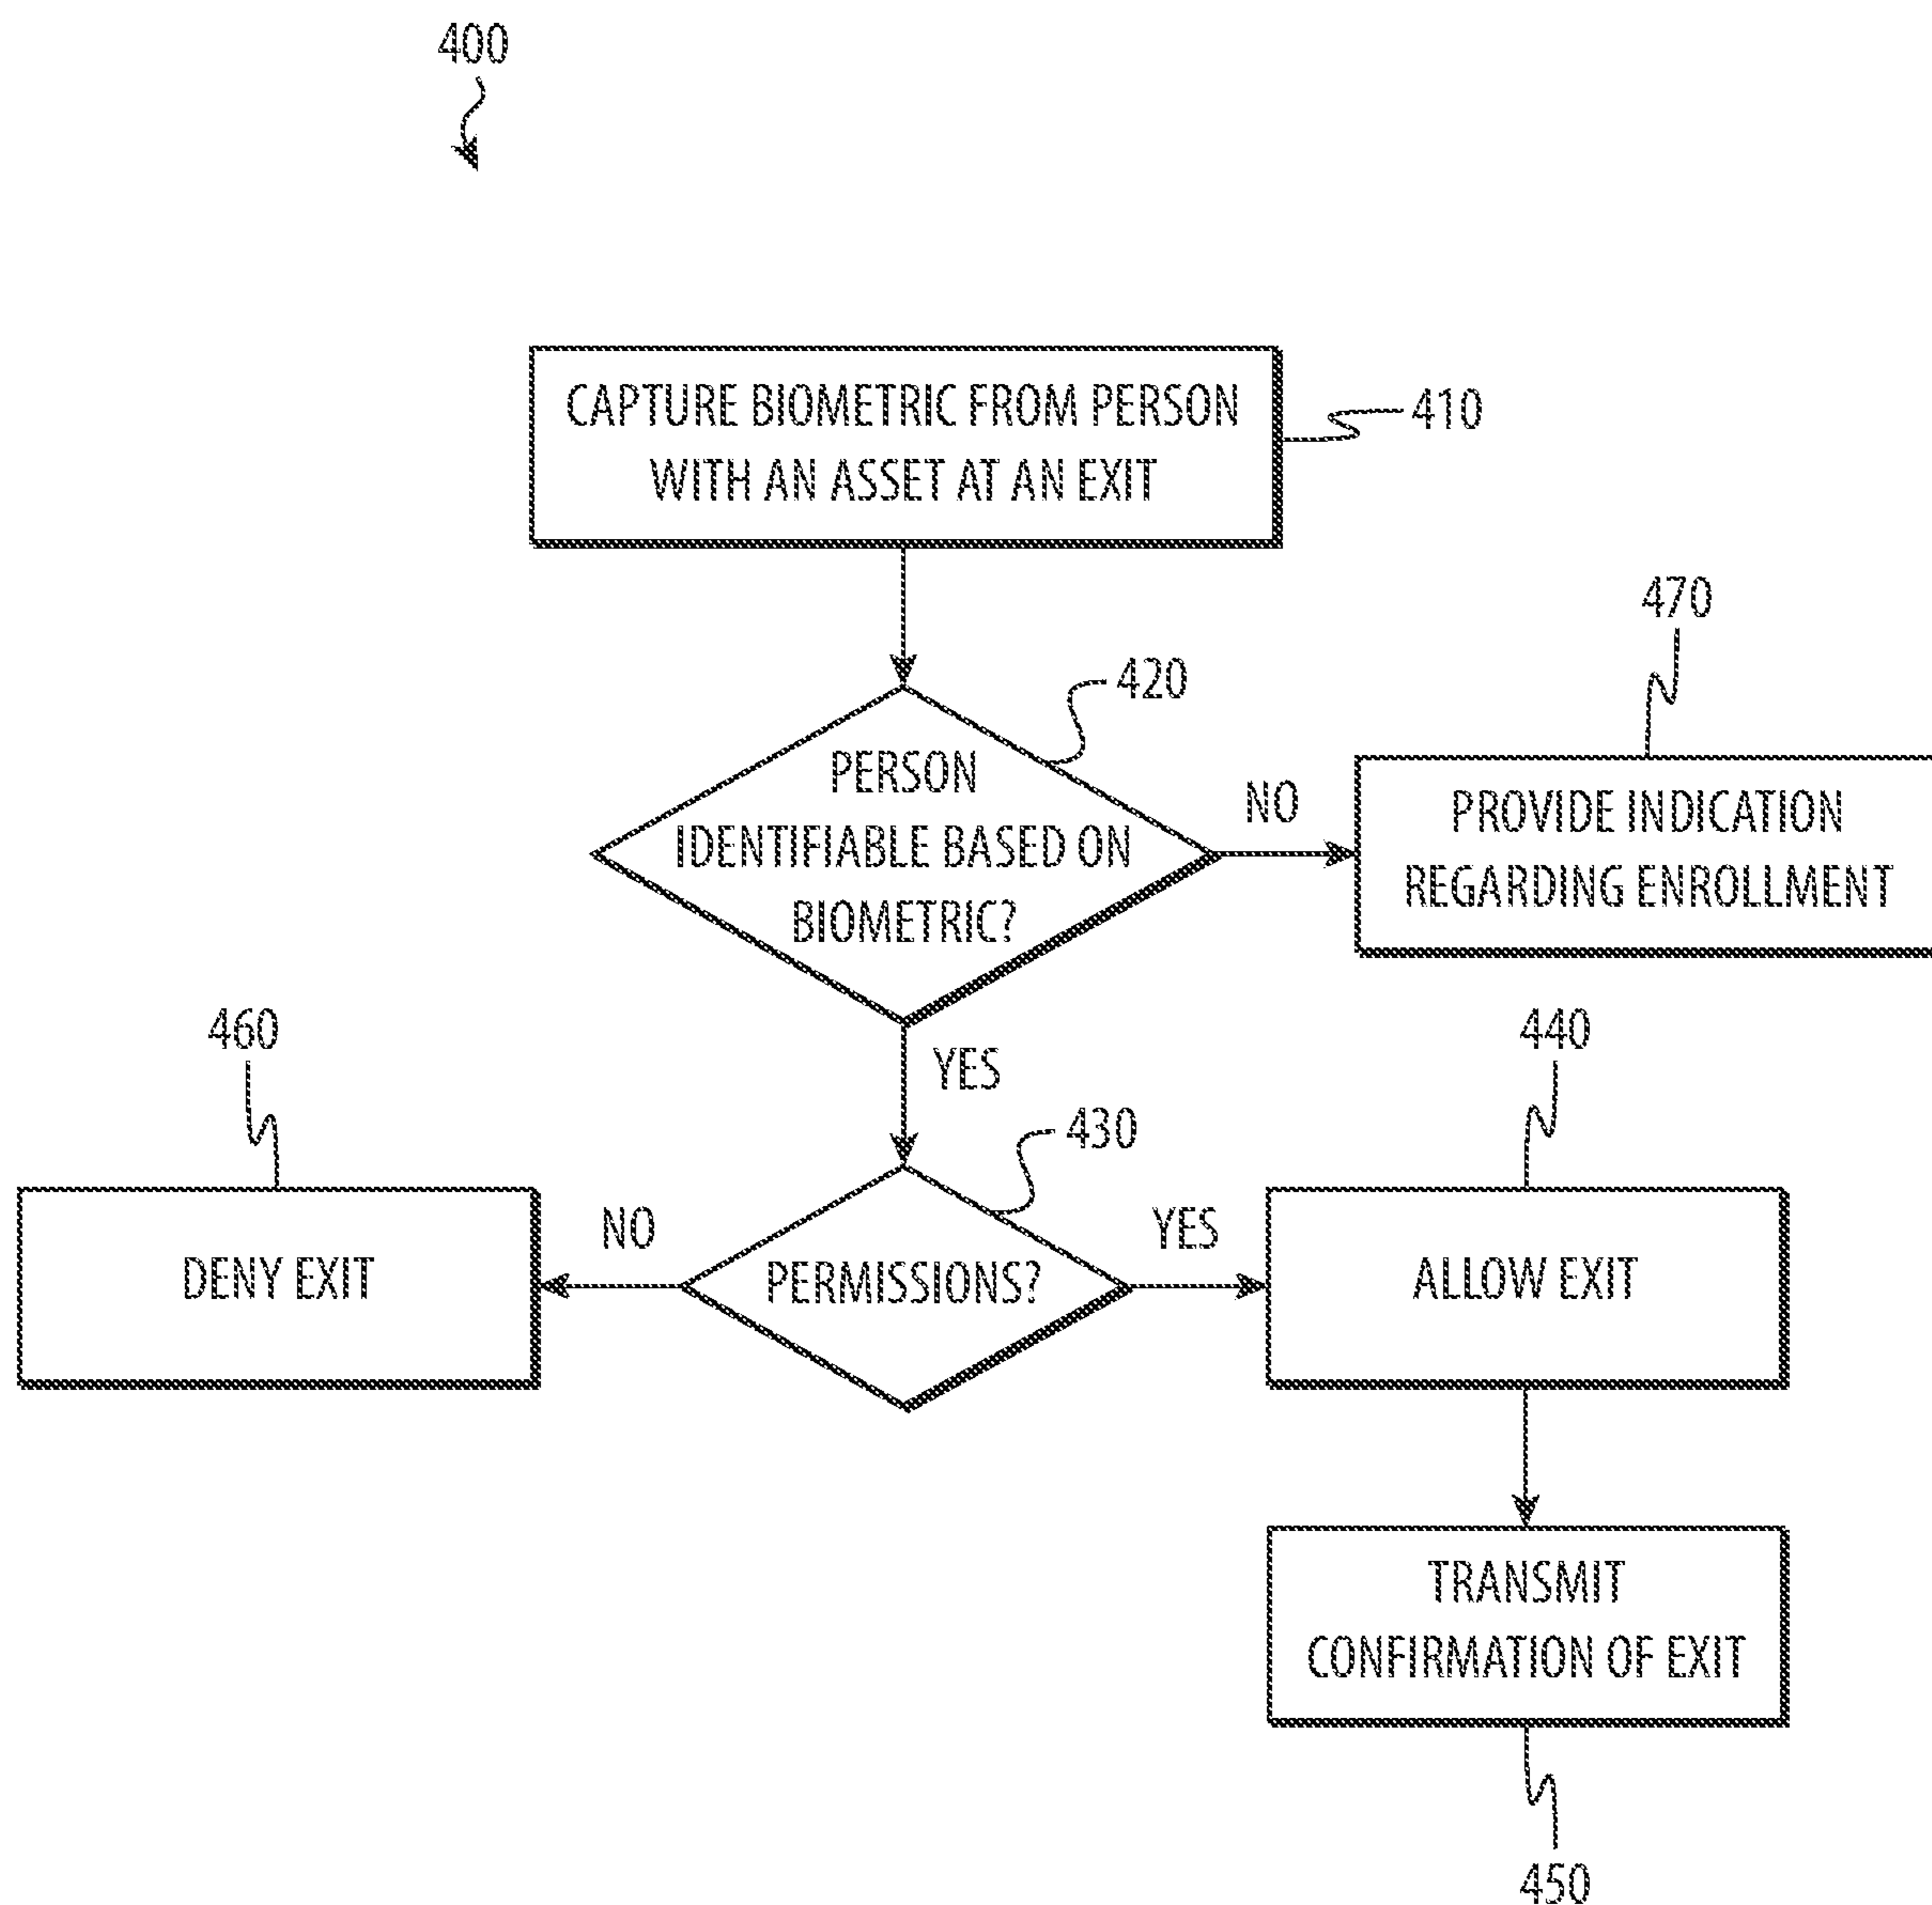 400
CAPTURE BIOMETRIC FROM PERSON
WITH AN ASSET AT AN EXIT
410
470
420
PERSON
IDENTIFIABLE BASED ON
BIOMETRIC?
NO
PROVIDE INDICATION
REGARDING ENROLLMENT
460
YES
440
430
DENY EXIT
NO
PERMISSIONS?
YES
ALLOW EXIT
TRANSMIT
CONFIRMATION OF EXIT
450